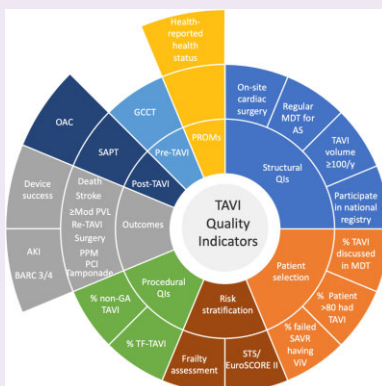 Health-
reported
health
status
PROMs
On-site
cardiac
surgery
Regular
MDT for
AS
TAVI
volume
≥100/y
Participate
in national
registry
Structural
QIs
% TAVI
discussed
in MDT
% Patient
>80 had
TAVI
% failed
SAVR
having
ViV
Patient
selection
STS/
EuroSCORE II
Frailty
assessment
Risk
stratification
% TF-TAVI
% non-GA
TAVI
Procedural
QIs
AKI
BARC 3/4
Device
success
Death
Stroke
≥Mod PVL
Re-TAVI
Surgery
PPM
PCI
Tamponade
Outcomes
OAC
SAPT
Post-TAVI
GCCT
Pre-TAVI
TAVI
Quality
Indicators